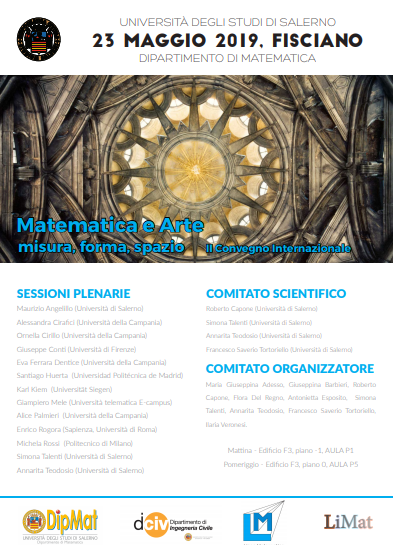 UNIVERSITÀ DEGLI STUDI DI SALERNO
23 MAGGIO 2019, FISCIANO
DIPARTIMENTO DI MATEMATICA
Matematica e Arte
misura, forma, spazio II Convegno Internazionale
SESSIONI PLENARIE
Maurizio Angelillo (Università di Salerno)
Alessandra Cirafici (Università della Campania)
Ornella Cirillo (Università della Campania)
Giuseppe Conti (Università di Firenze)
Eva Ferrara Dentice (Università della Campania)
Santiago Huerta (Universidad Politécnica de Madrid)
Karl Kiem (Universität Siegen)
Giampiero Mele (Università telematica E-campus)
Alice Palmieri (Università della Campania)
Enrico Rogora (Sapienza, Università di Roma)
Michela Rossi (Politecnico di Milano)
Simona Talenti (Università di Salerno)
Annarita Teodosio (Università di Salerno)
COMITATO SCIENTIFICO
Roberto Capone (Università di Salerno)
Simona Talenti (Università di Salerno)
Annarita Teodosio (Università di Salerno)
Francesco Saverio Tortoriello (Università di Salerno)
COMITATO ORGANIZZATORE
Maria Giuseppina Adesso, Giuseppina Barbieri, Roberto
Capone, Flora Del Regno, Antonietta Esposito, Simona
Talenti, Annarita Teodosio, Francesco Saverio Tortoriello,
Ilaria Veronesi.
Mattina - Edificio F3, piano -1, AULA P1
Pomeriggio - Edificio F3, piano 0, AULA P5
DipMat
UNIVERSITÀ DEGLI STUDI DI SALERNO
Dipartimento di Matematica
dciv Dipartimento di
Ingegneria Civile
LM
LiMat